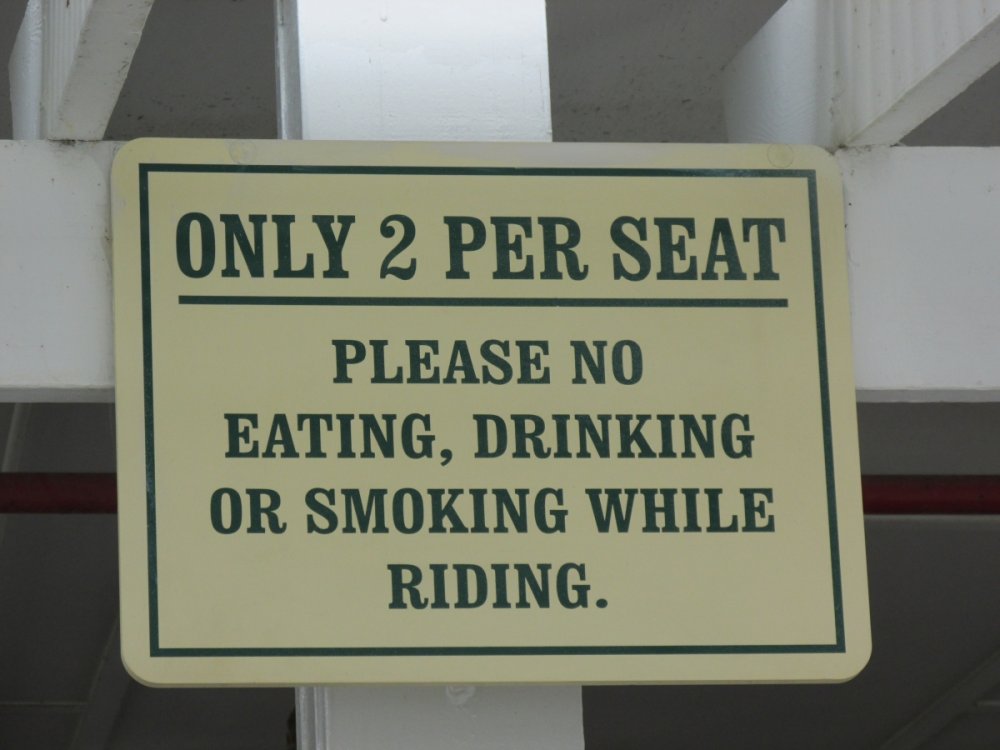 ONLY 2 PER SEAT
PLEASE NO
EATING, DRINKING
OR SMOKING WHILE
RIDING.